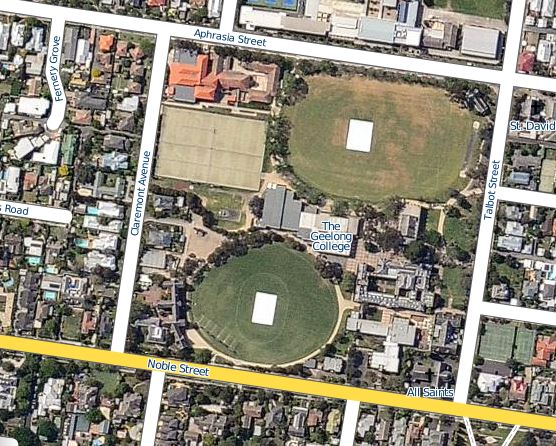 Aphrasia Street
Fernery Grove
St. David
Claremont Avenue
Talbot Street
s Road
The
Geelong
College
Noble Street
All Saints